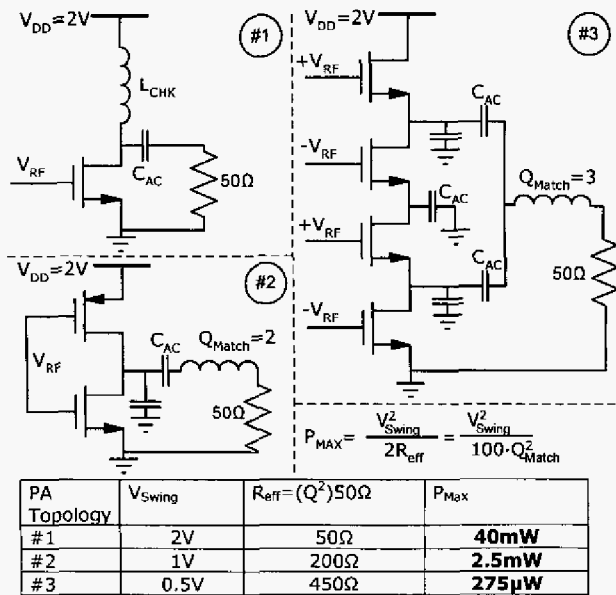 V_DD=2V
#1
L_CHK
V_RF
C_AC
50Ω
V_DD=2V
#2
V_RF
C_AC
Q_Match=2
50Ω
V_DD=2V
#3
+V_RF
C_AC
-V_RF
C_AC
Q_Match=3
+V_RF
C_AC
50Ω
-V_RF
P_MAX= V²_Swing / 2R_eff = V²_Swing / 100·Q²_Match
PA Topology V_Swing R_eff=(Q²)50Ω P_Max
#1 2V 50Ω 40mW
#2 1V 200Ω 2.5mW
#3 0.5V 450Ω 275µW